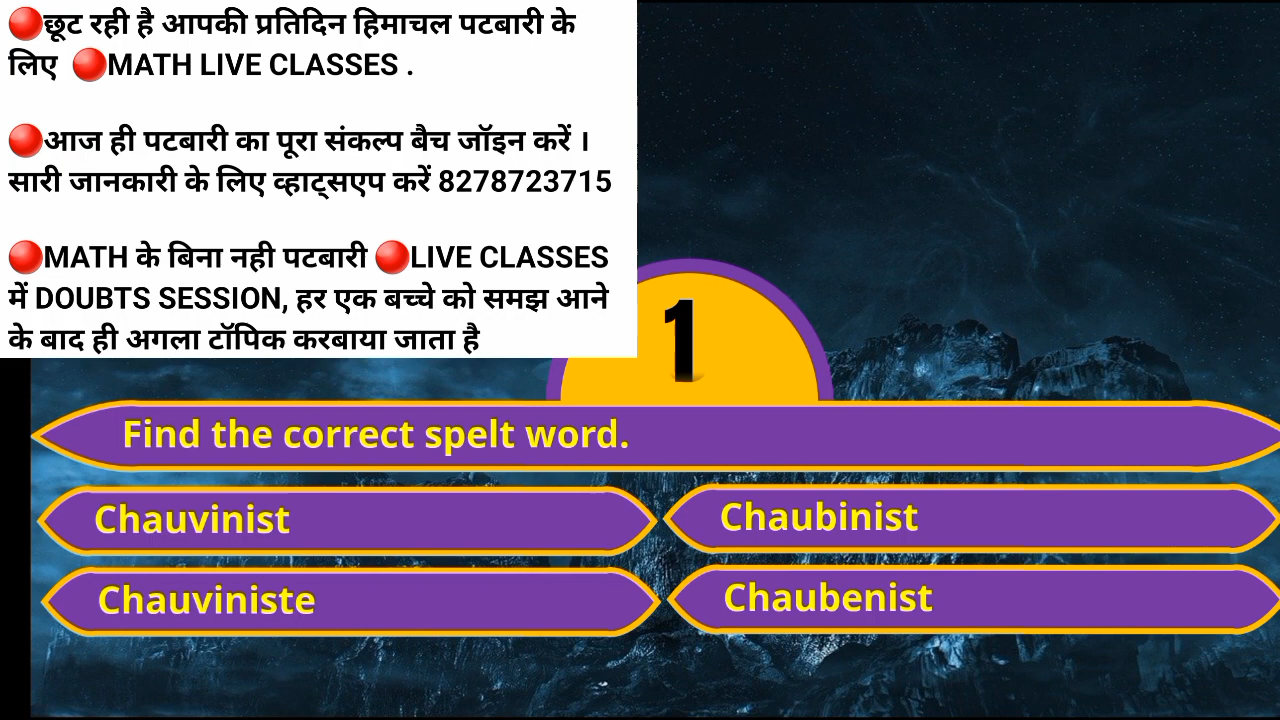 🔴छूट रही है आपकी प्रतिदिन हिमाचल पटबारी के
लिए 🔴MATH LIVE CLASSES .
🔴आज ही पटबारी का पूरा संकल्प बैच जॉइन करें ।
सारी जानकारी के लिए व्हाट्सएप करें 8278723715
🔴MATH के बिना नही पटबारी 🔴LIVE CLASSES
में DOUBTS SESSION, हर एक बच्चे को समझ आने
के बाद ही अगला टॉपिक करबाया जाता है
1
Find the correct spelt word.
Chauvinist
Chaubinist
Chauviniste
Chaubenist